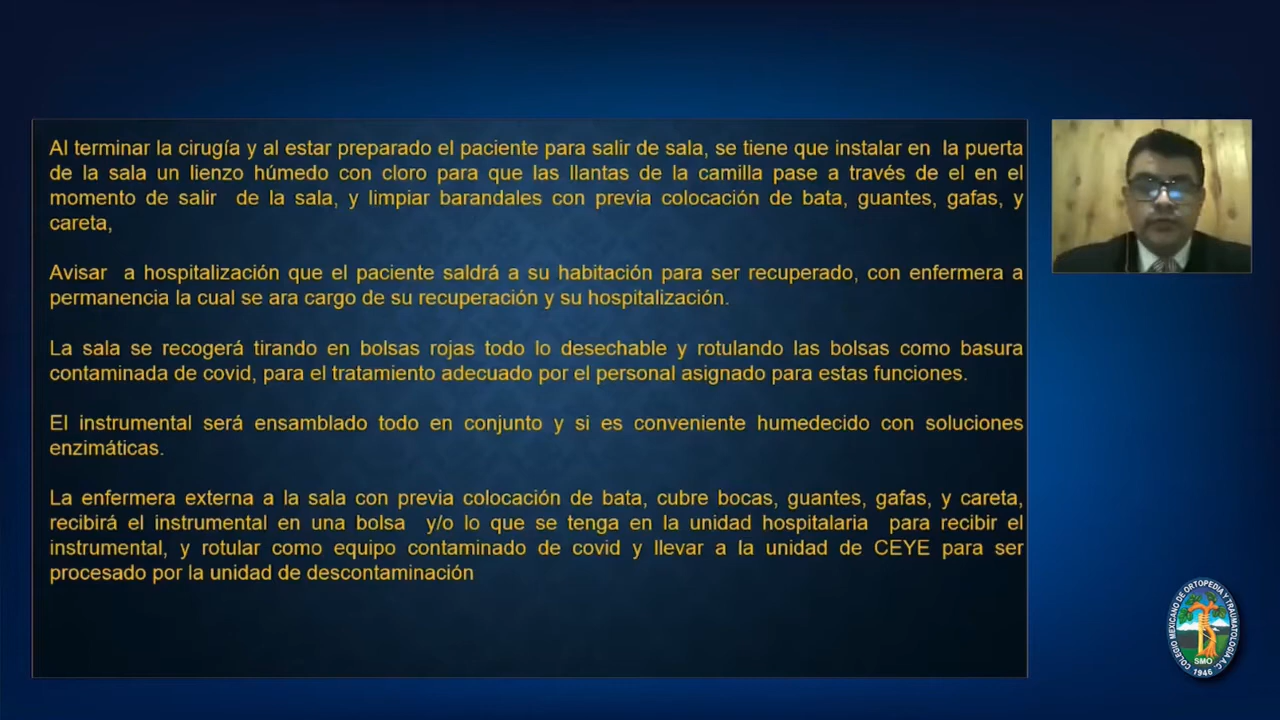 Al terminar la cirugía y al estar preparado el paciente para salir de sala, se tiene que instalar en la puerta
de la sala un lienzo húmedo con cloro para que las llantas de la camilla pase a través de el en el
momento de salir de la sala, y limpiar barandales con previa colocación de bata, guantes, gafas, y
careta,
Avisar a hospitalización que el paciente saldrá a su habitación para ser recuperado, con enfermera a
permanencia la cual se ara cargo de su recuperación y su hospitalización.
La sala se recogerá tirando en bolsas rojas todo lo desechable y rotulando las bolsas como basura
contaminada de covid, para el tratamiento adecuado por el personal asignado para estas funciones.
El instrumental será ensamblado todo en conjunto y si es conveniente humedecido con soluciones
enzimáticas.
La enfermera externa a la sala con previa colocación de bata, cubre bocas, guantes, gafas, y careta,
recibirá el instrumental en una bolsa y/o lo que se tenga en la unidad hospitalaria para recibir el
instrumental, y rotular como equipo contaminado de covid y llevar a la unidad de CEYE para ser
procesado por la unidad de descontaminación
COLEGIO MEXICANO DE ORTOPEDIA Y TRAUMATOLOGÍA A.C.
SMO
1946